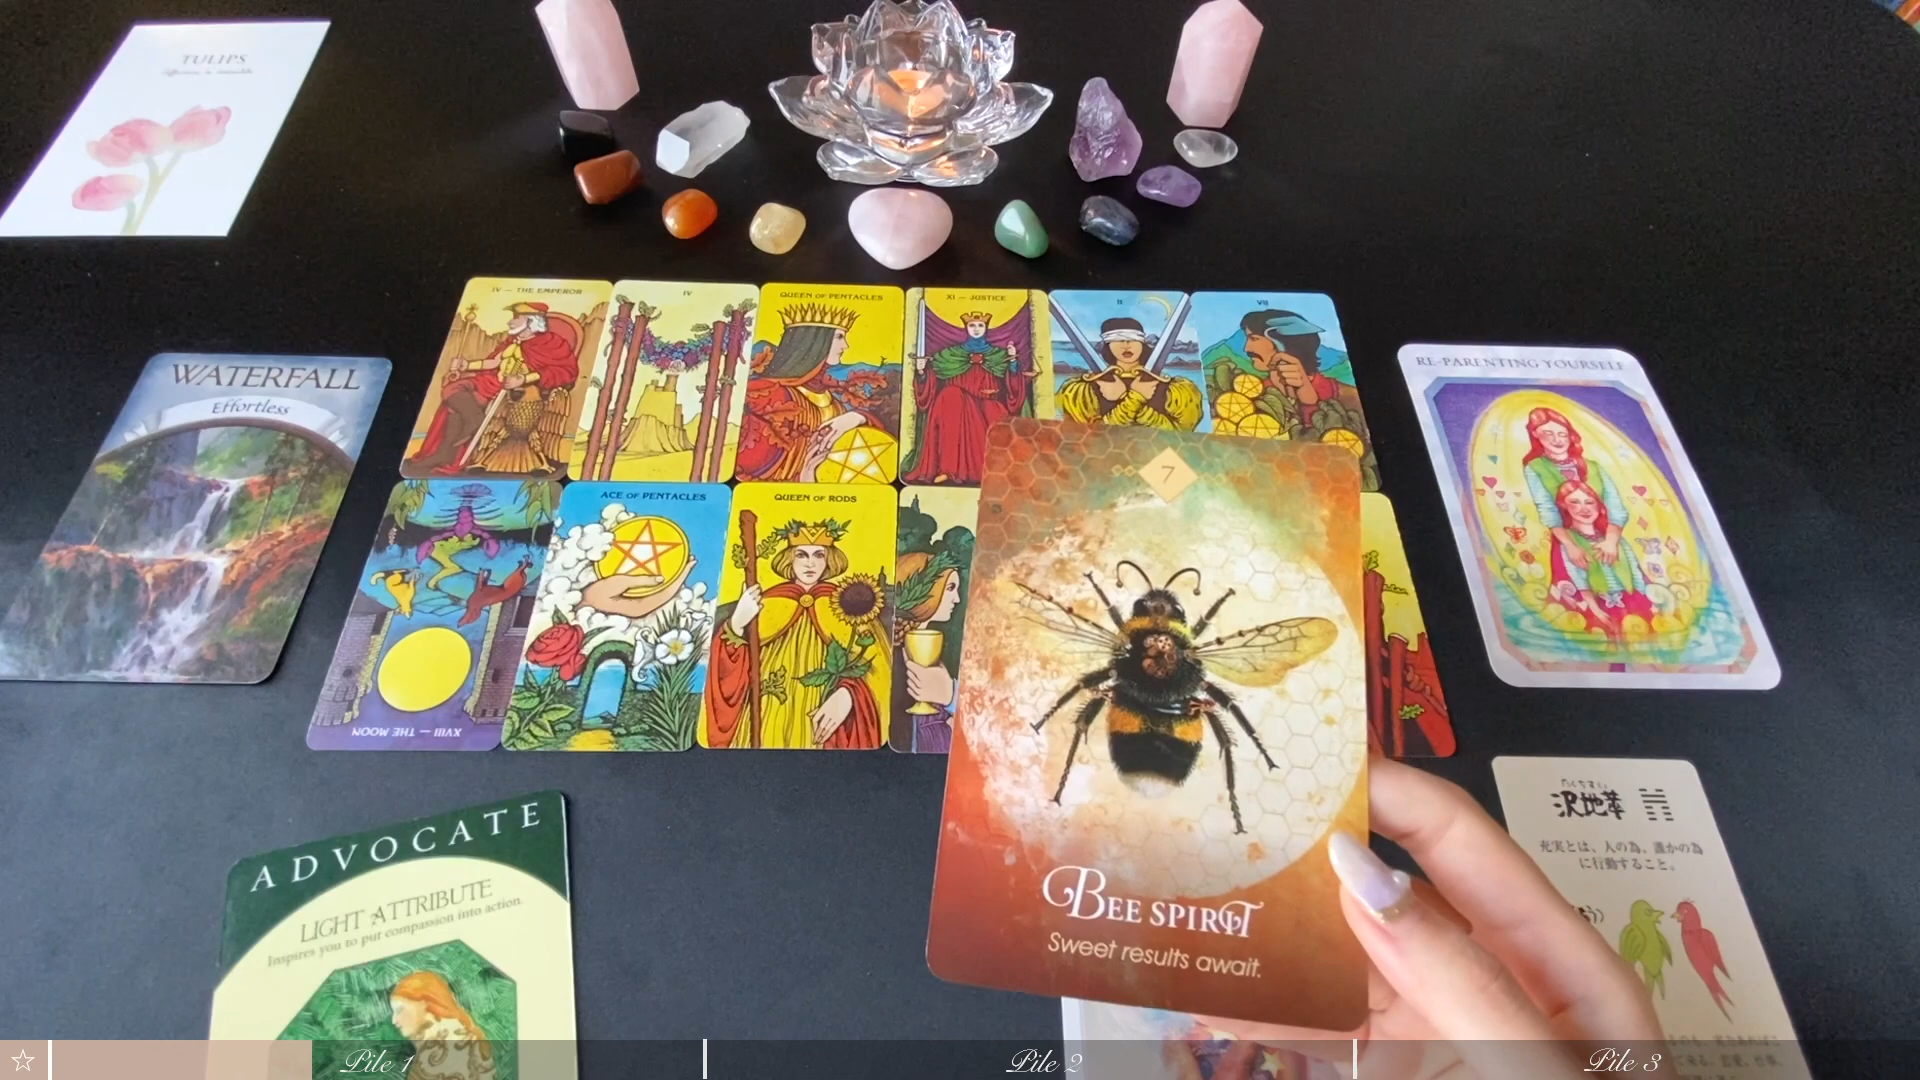 TULIPS
IV — THE EMPEROR
IV
QUEEN OF PENTACLES
XI — JUSTICE
II
VII
WATERFALL
Effortless
RE-PARENTING YOURSELF
XVIII — THE MOON
ACE OF PENTACLES
QUEEN OF RODS
7
BEE SPIRIT
Sweet results await.
ADVOCATE
LIGHT ATTRIBUTE
Inspires you to put compassion into action.
沢地萃
充実とは、人の為、誰かの為
に行動すること。
☆
Pile 1
Pile 2
Pile 3